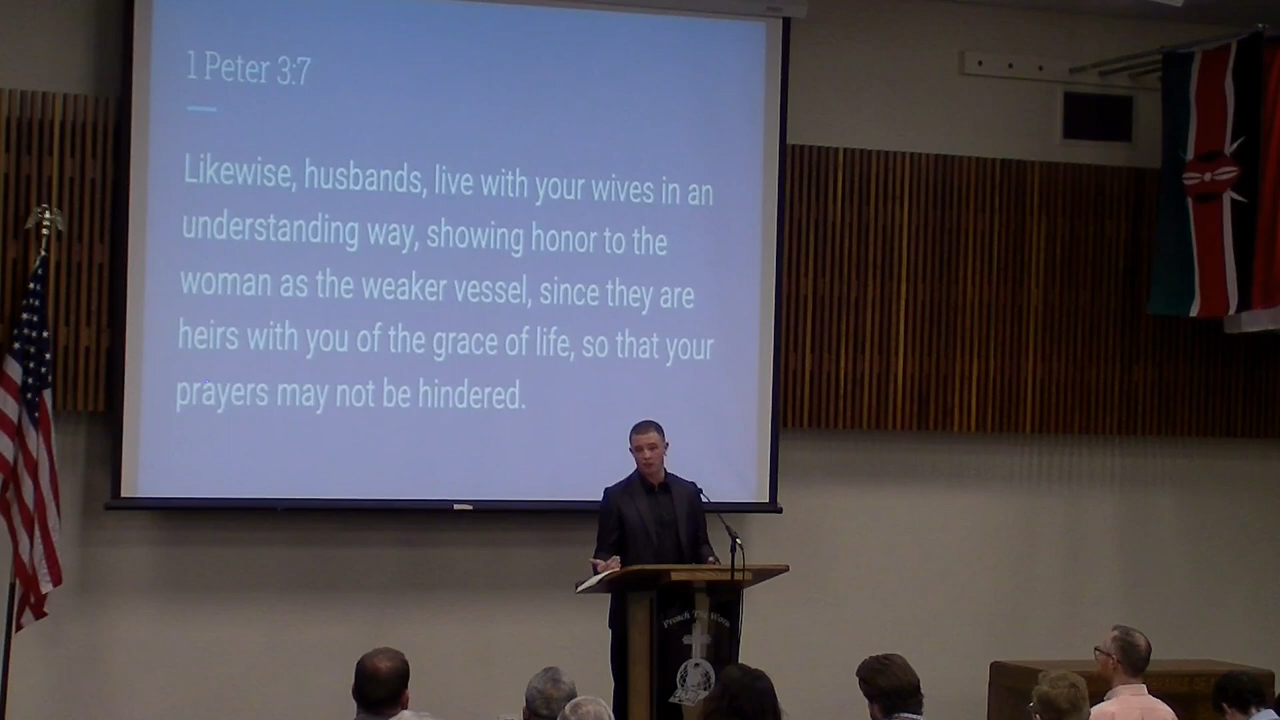 1 Peter 3:7
Likewise, husbands, live with your wives in an
understanding way, showing honor to the
woman as the weaker vessel, since they are
heirs with you of the grace of life, so that your
prayers may not be hindered.
Preach The Word